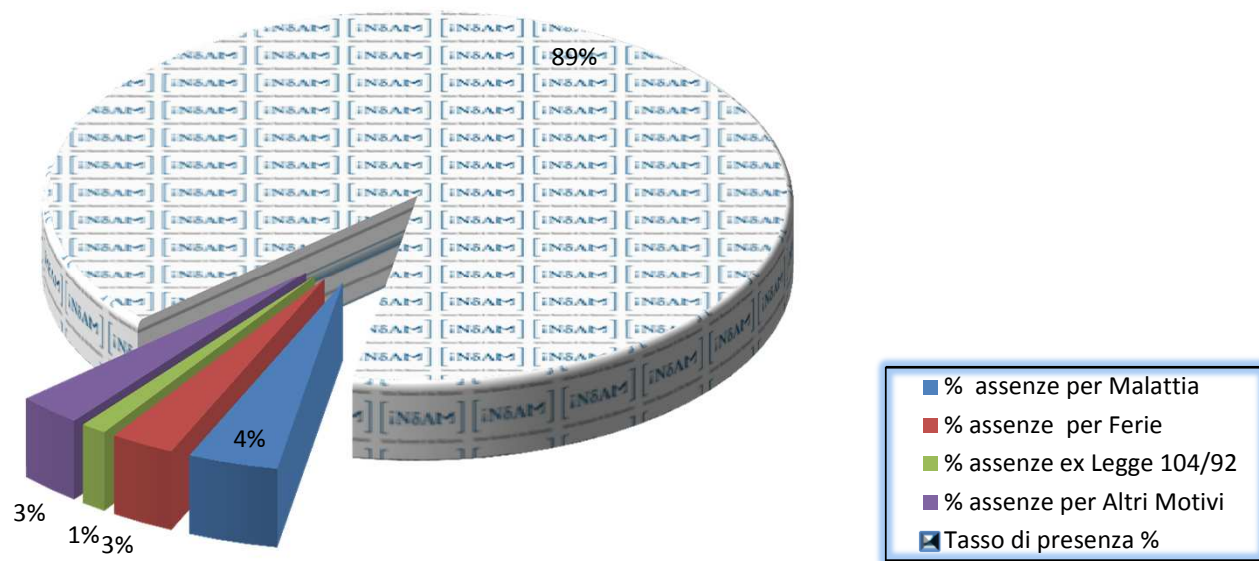 89%
[iNδAM]
4%
3%
1%
3%
% assenze per Malattia
% assenze per Ferie
% assenze ex Legge 104/92
% assenze per Altri Motivi
Tasso di presenza %